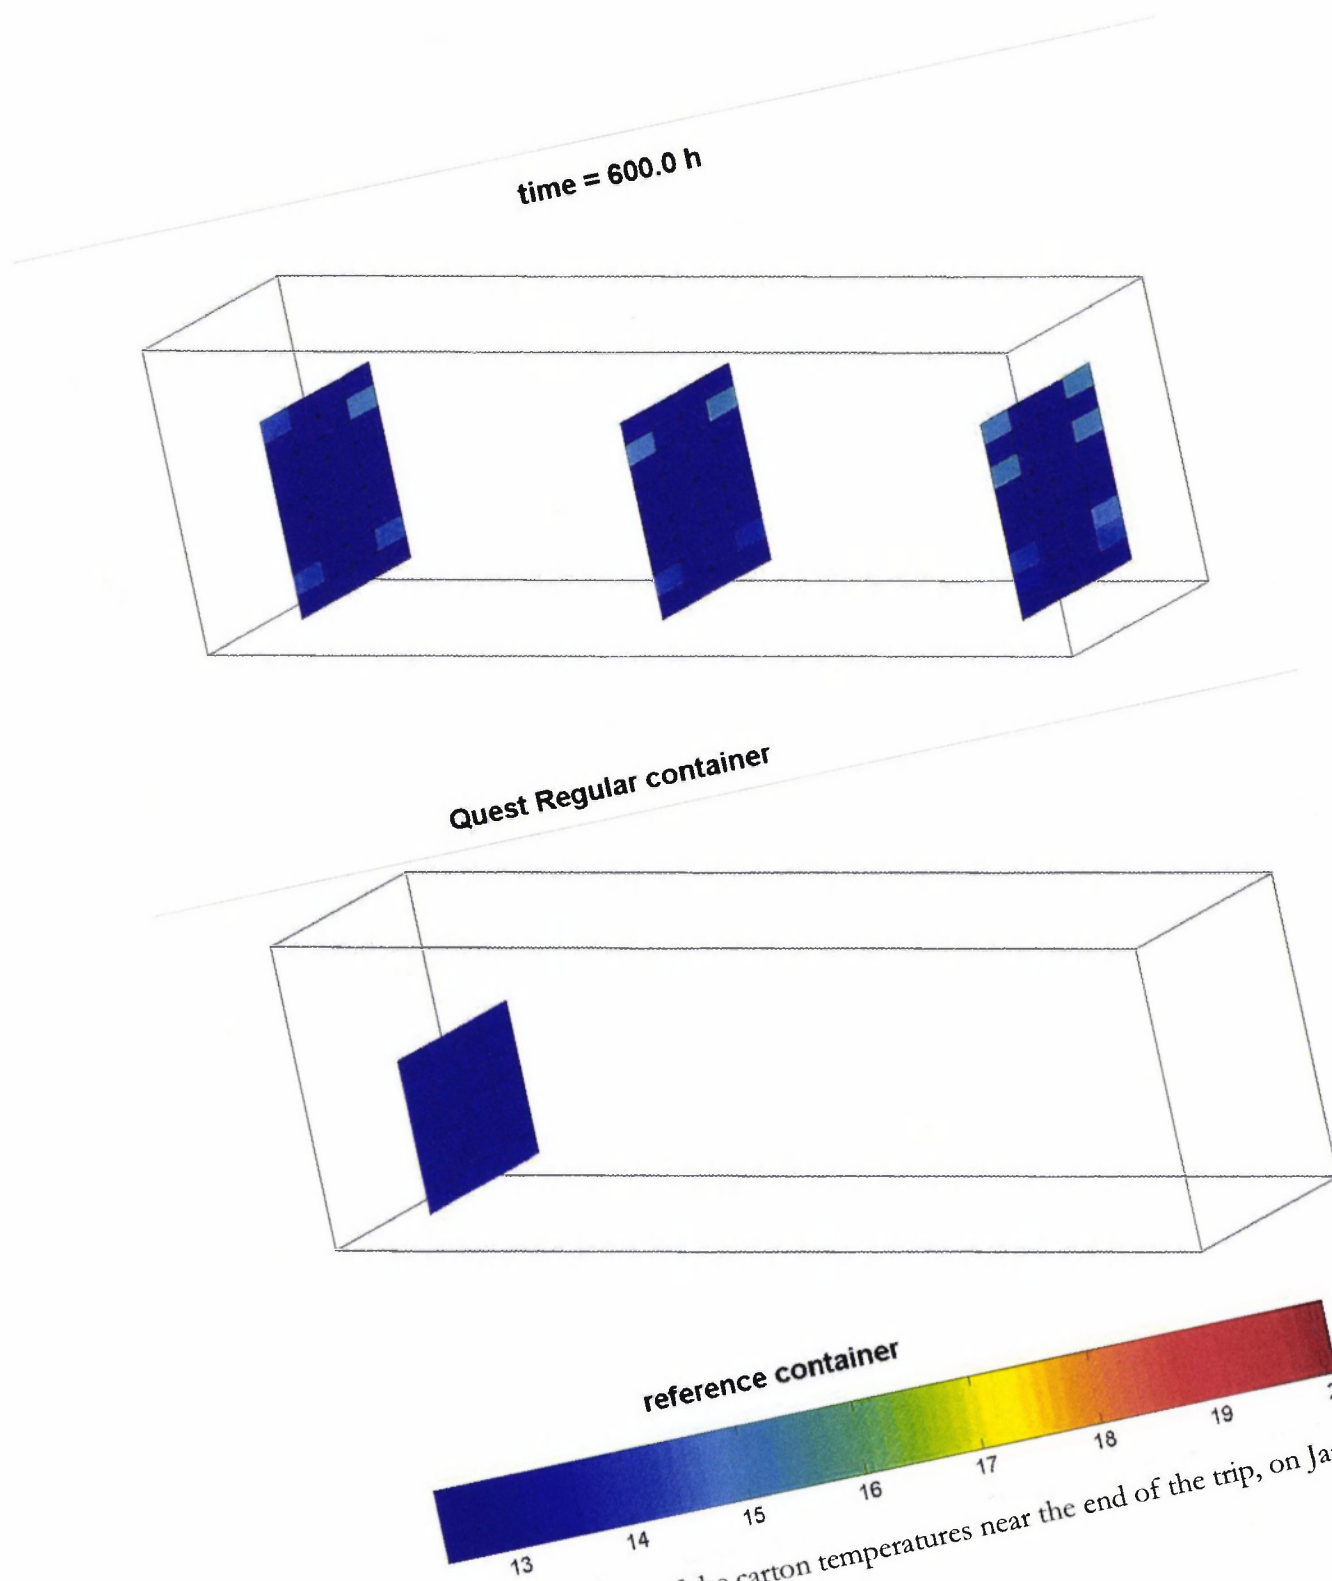 time = 600.0 h
Quest Regular container
reference container
13 14 15 16 17 18 19
carton temperatures near the end of the trip, on